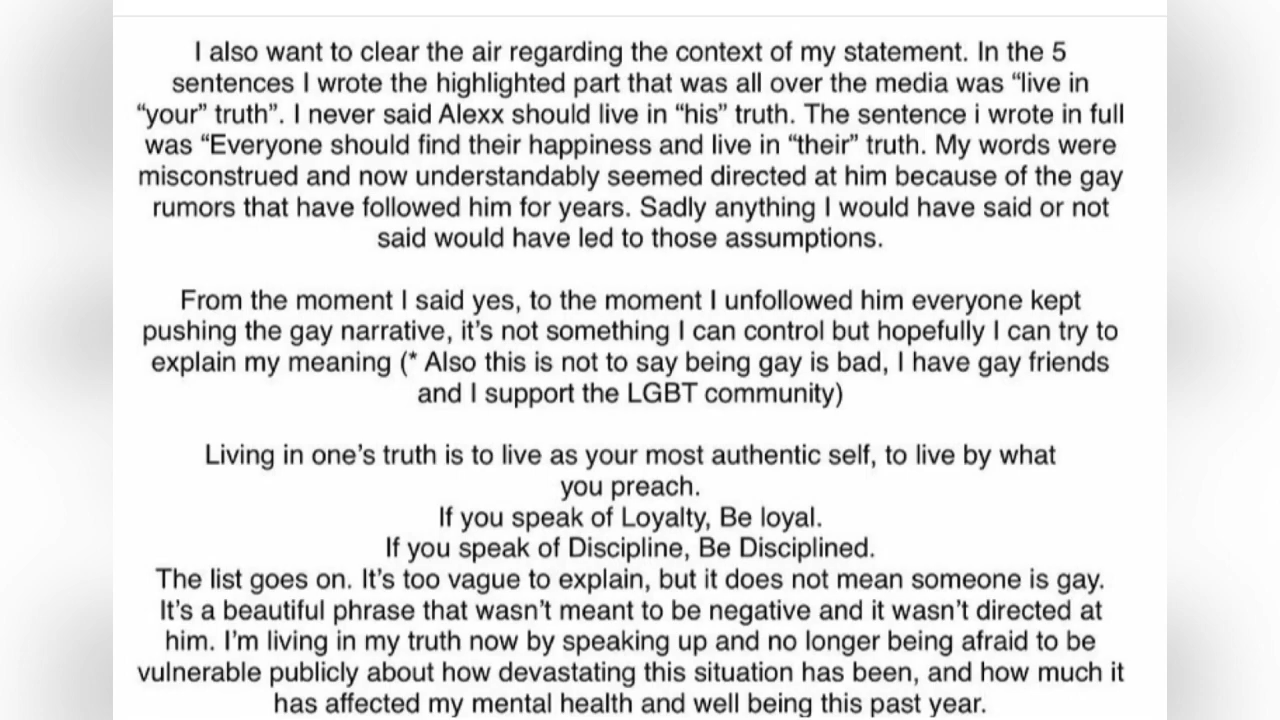 I also want to clear the air regarding the context of my statement. In the 5
sentences I wrote the highlighted part that was all over the media was “live in
“your” truth”. I never said Alexx should live in “his” truth. The sentence i wrote in full
was “Everyone should find their happiness and live in “their” truth. My words were
misconstrued and now understandably seemed directed at him because of the gay
rumors that have followed him for years. Sadly anything I would have said or not
said would have led to those assumptions.
From the moment I said yes, to the moment I unfollowed him everyone kept
pushing the gay narrative, it’s not something I can control but hopefully I can try to
explain my meaning (* Also this is not to say being gay is bad, I have gay friends
and I support the LGBT community)
Living in one’s truth is to live as your most authentic self, to live by what
you preach.
If you speak of Loyalty, Be loyal.
If you speak of Discipline, Be Disciplined.
The list goes on. It’s too vague to explain, but it does not mean someone is gay.
It’s a beautiful phrase that wasn’t meant to be negative and it wasn’t directed at
him. I’m living in my truth now by speaking up and no longer being afraid to be
vulnerable publicly about how devastating this situation has been, and how much it
has affected my mental health and well being this past year.